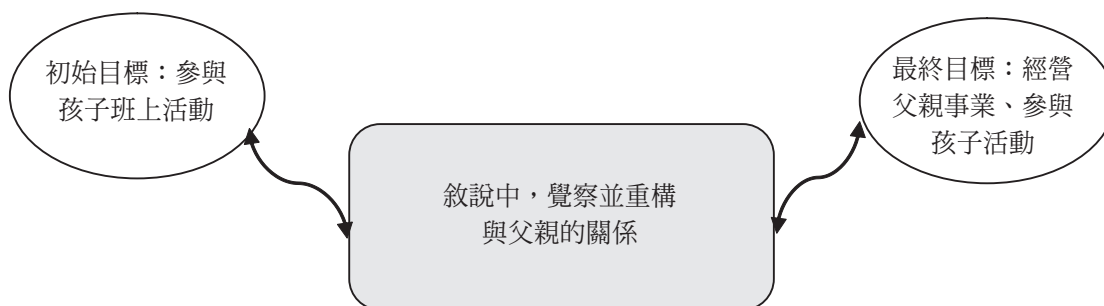 初始目標：參與
孩子班上活動
最終目標：經營
父親事業、參與
孩子活動
敘說中，覺察並重構
與父親的關係